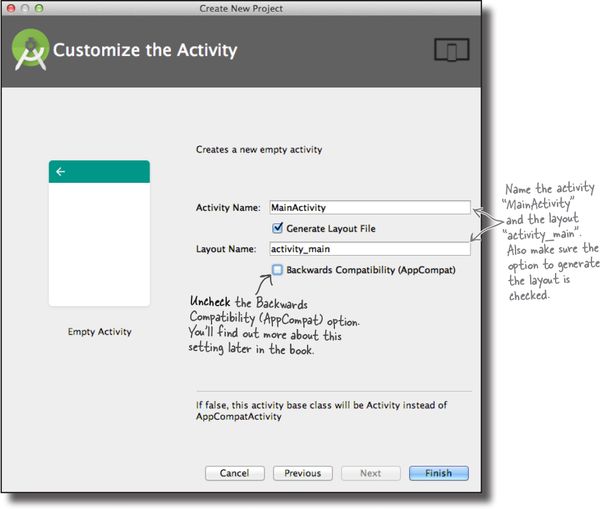 Create New Project
Customize the Activity
Creates a new empty activity
Activity Name: MainActivity
Generate Layout File
Layout Name: activity_main
Backwards Compatibility (AppCompat)
Empty Activity
Uncheck the Backwards
Compatibility (AppCompat) option.
You'll find out more about this
setting later in the book.
Name the activity
"MainActivity"
and the layout
"activity_main".
Also make sure the
option to generate
the layout is
checked.
If false, this activity base class will be Activity instead of
AppCompatActivity
Cancel Previous Next Finish